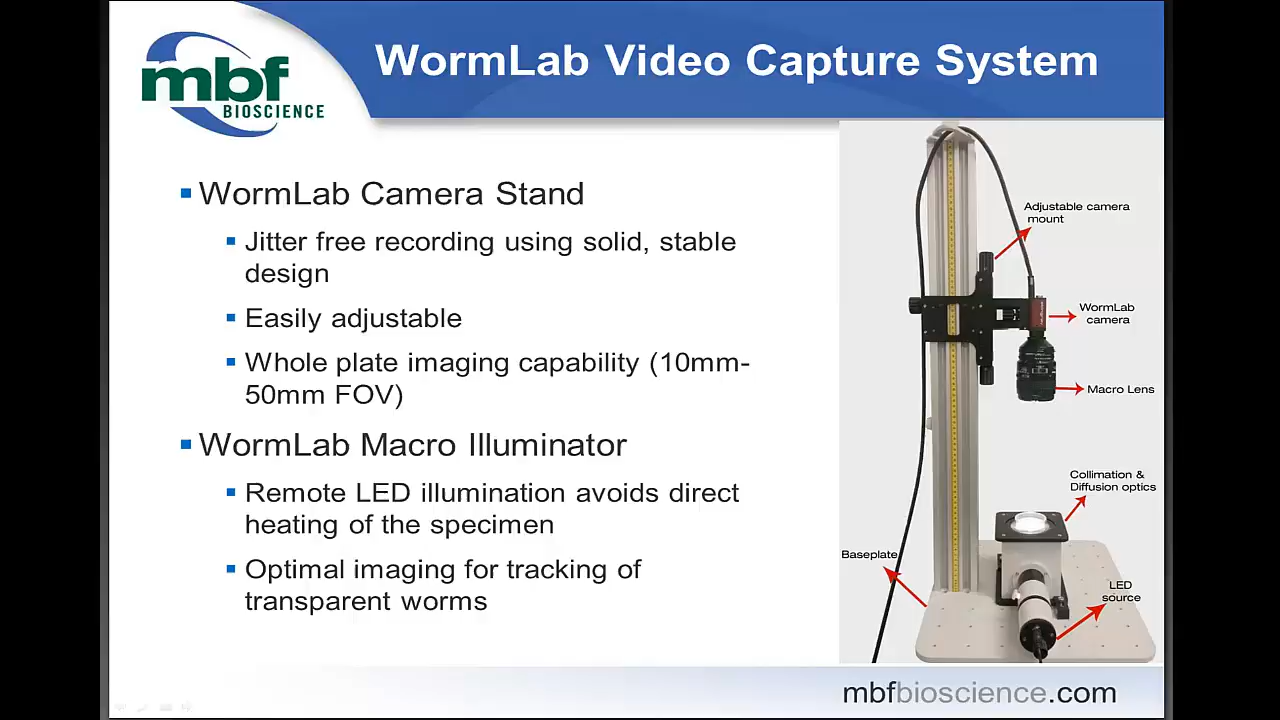 mbf
BIOSCIENCE
WormLab Video Capture System
WormLab Camera Stand
Jitter free recording using solid, stable
design
Easily adjustable
Whole plate imaging capability (10mm-
50mm FOV)
WormLab Macro Illuminator
Remote LED illumination avoids direct
heating of the specimen
Optimal imaging for tracking of
transparent worms
Adjustable camera
mount
WormLab
camera
Macro Lens
Collimation &
Diffusion optics
Baseplate
LED
source
mbfbioscience.com